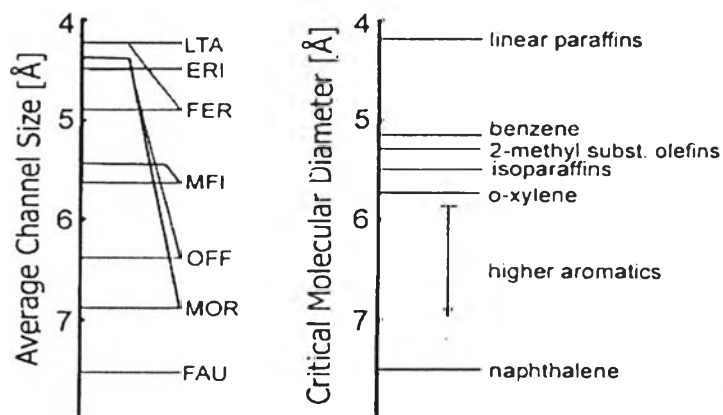 Average Channel Size [Å]
4
5
6
7
LTA
ERI
FER
MFI
OFF
MOR
FAU
Critical Molecular Diameter [Å]
4
5
6
7
linear paraffins
benzene
2-methyl subst. olefins
isoparaffins
o-xylene
higher aromatics
naphthalene